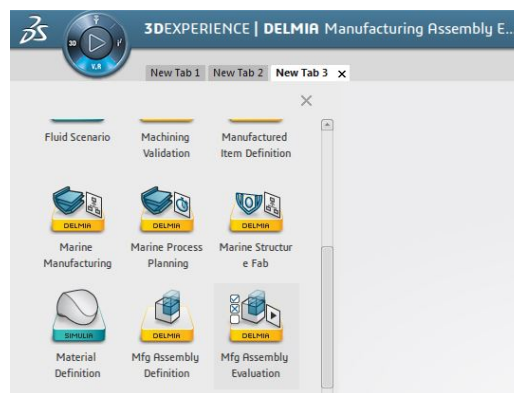 3DEXPERIENCE | DELMIA Manufacturing Assembly E...
3D
V.R
New Tab 1 New Tab 2 New Tab 3 x
Fluid Scenario
Machining
Validation
Manufactured
Item Definition
DELMIA
Marine
Manufacturing
DELMIA
Marine Process
Planning
DELMIA
Marine Structur
e Fab
SIMULIA
Material
Definition
DELMIA
Mfg Assembly
Definition
DELMIA
Mfg Assembly
Evaluation